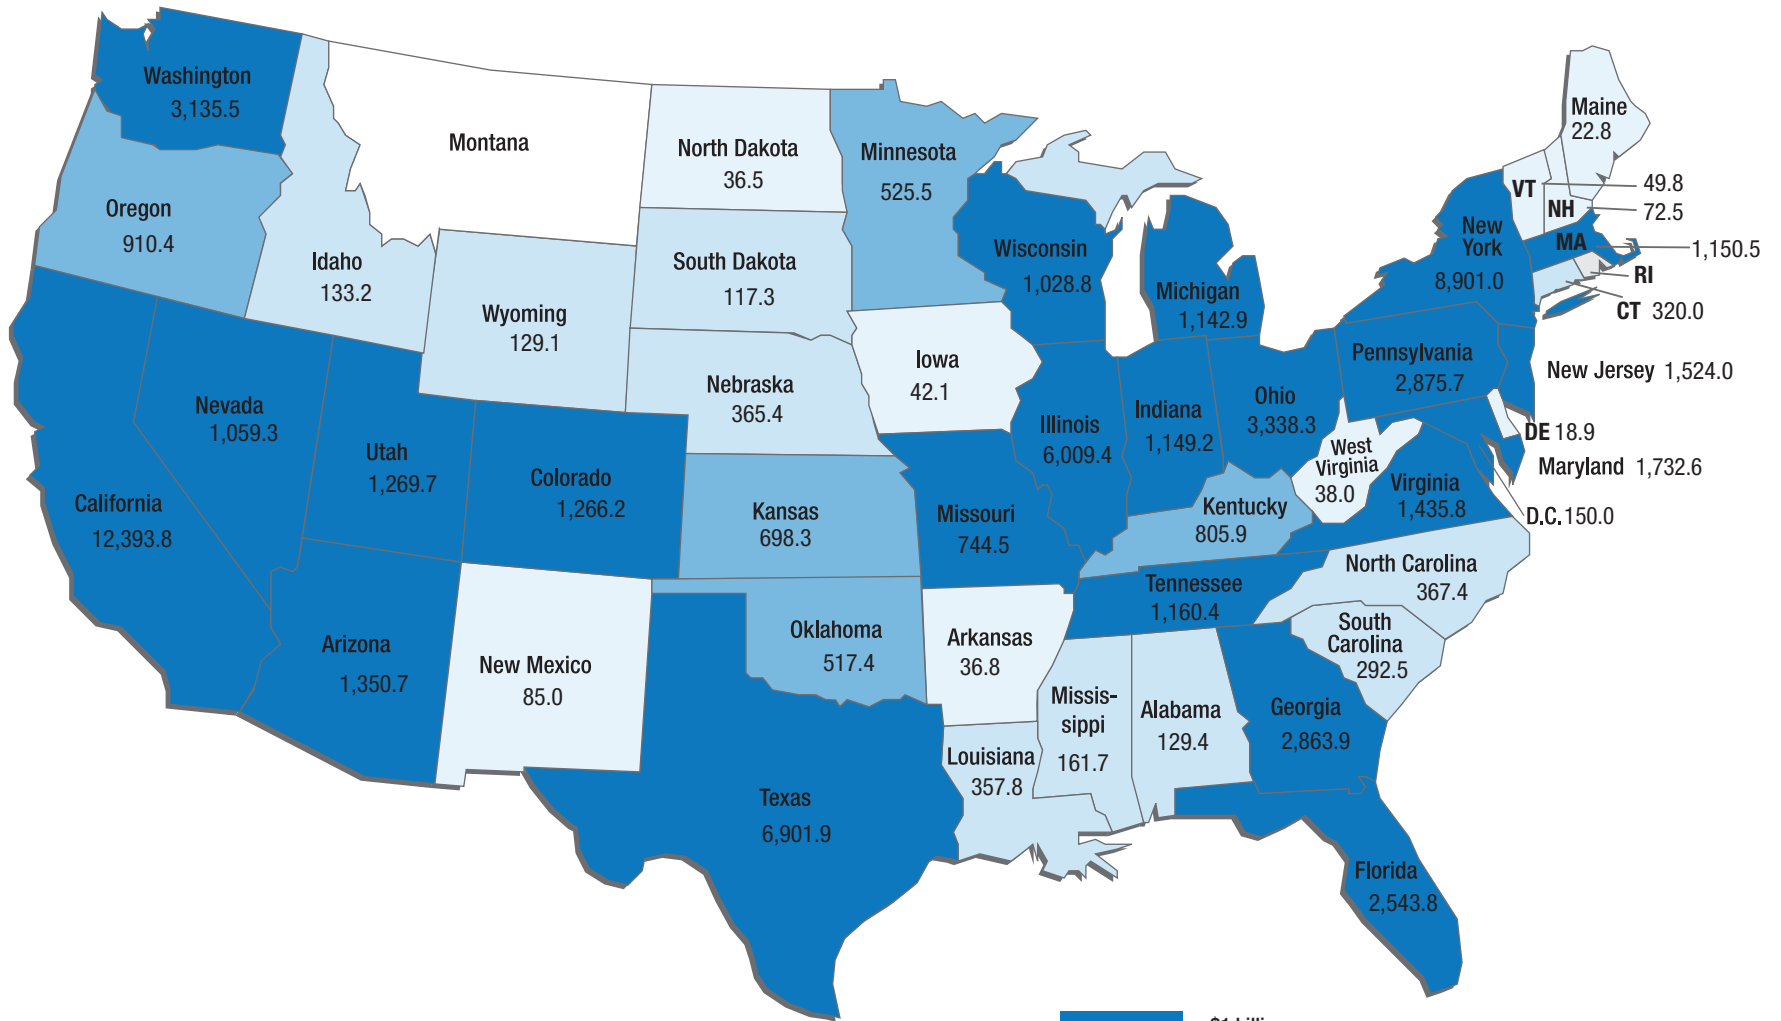 Washington
3,135.5
Montana
North Dakota
36.5
Minnesota
525.5
Maine
22.8
Oregon
910.4
Idaho
133.2
Wyoming
129.1
South Dakota
117.3
Wisconsin
1,028.8
Michigan
1,142.9
New
York
8,901.0
VT
49.8
NH
72.5
MA
1,150.5
RI
CT 320.0
Nebraska
365.4
Iowa
42.1
Pennsylvania
2,875.7
New Jersey 1,524.0
Nevada
1,059.3
Utah
1,269.7
Colorado
1,266.2
Illinois
6,009.4
Indiana
1,149.2
Ohio
3,338.3
DE 18.9
Maryland 1,732.6
West
Virginia
38.0
Virginia
1,435.8
D.C. 150.0
California
12,393.8
Kansas
698.3
Missouri
744.5
Kentucky
805.9
North Carolina
367.4
Tennessee
1,160.4
South
Carolina
292.5
Arizona
1,350.7
New Mexico
85.0
Oklahoma
517.4
Arkansas
36.8
Missis-
sippi
161.7
Alabama
129.4
Georgia
2,863.9
Louisiana
357.8
Texas
6,901.9
Florida
2,543.8